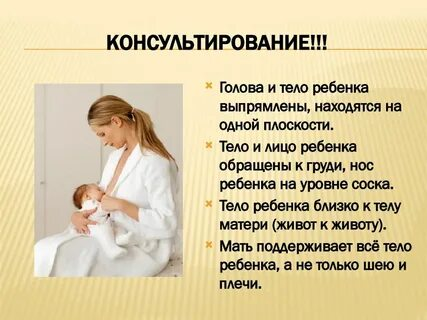 КОНСУЛЬТИРОВАНИЕ!!!
Голова и тело ребенка
выпрямлены, находятся на
одной плоскости.
Тело и лицо ребенка
обращены к груди, нос
ребенка на уровне соска.
Тело ребенка близко к телу
матери (живот к животу).
Мать поддерживает всё тело
ребенка, а не только шею и
плечи.